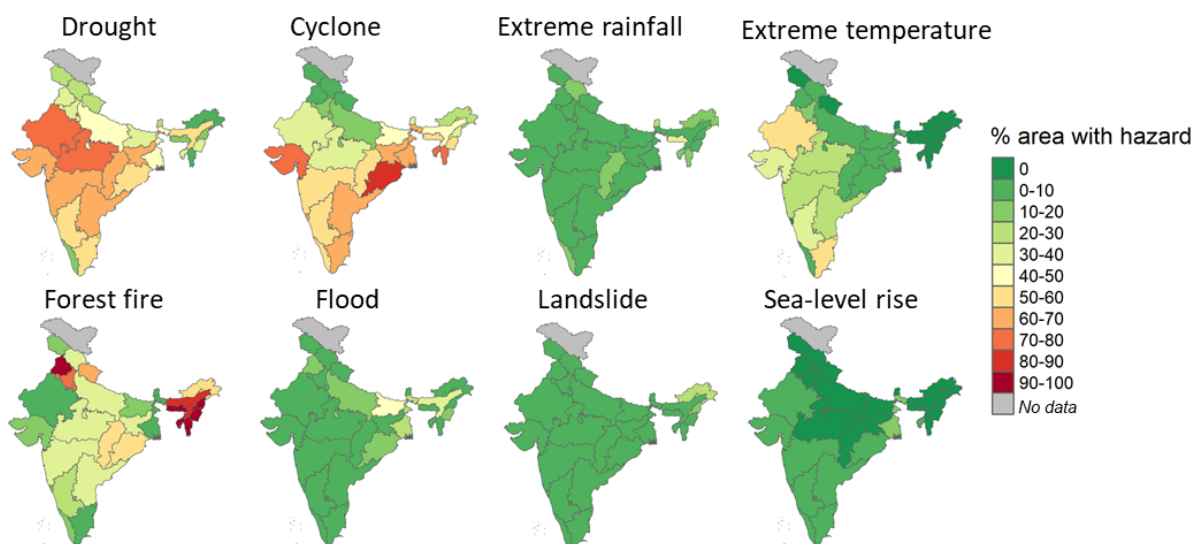 Drought
Cyclone
Extreme rainfall
Extreme temperature
Forest fire
Flood
Landslide
Sea-level rise
% area with hazard
0
0-10
10-20
20-30
30-40
40-50
50-60
60-70
70-80
80-90
90-100
No data